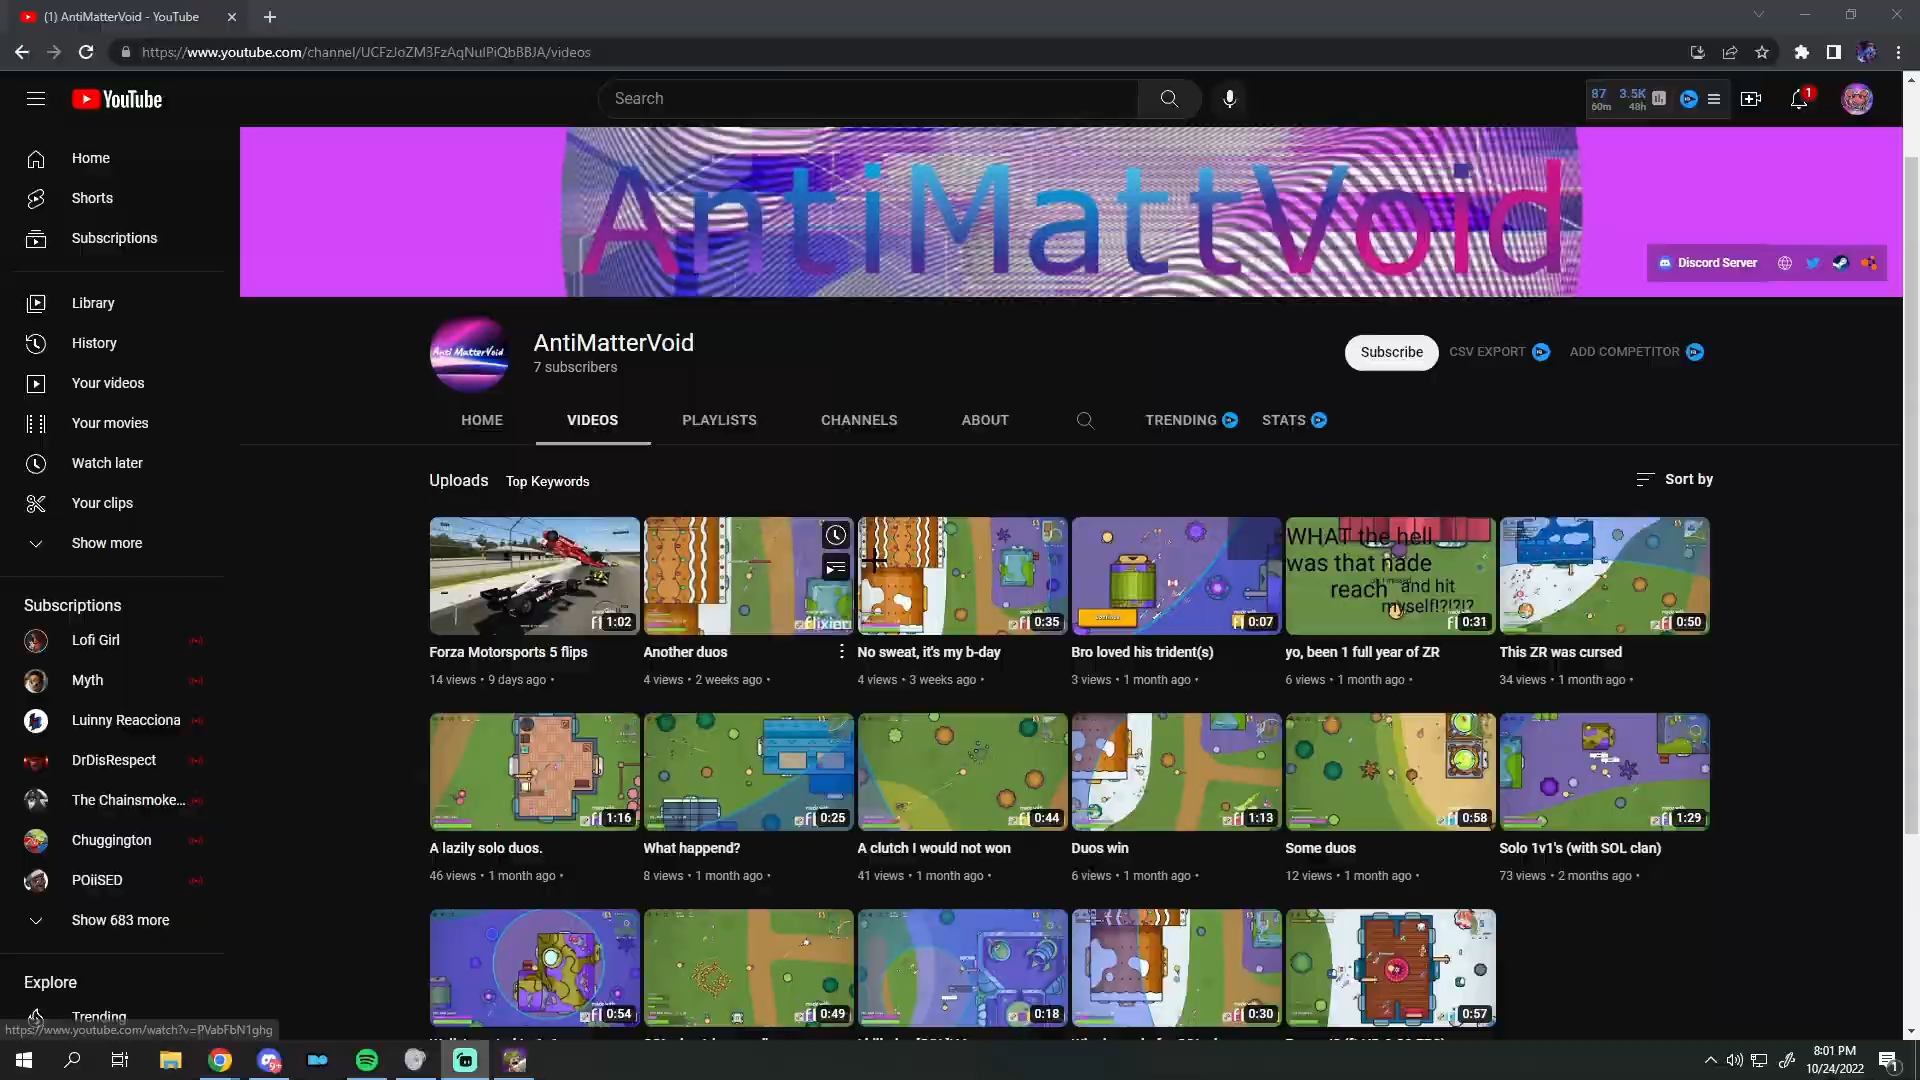 (1) AntiMatterVoid - YouTube
https://www.youtube.com/channel/UCFzJoZM3FzAqNulPiQbBBJA/videos
YouTube
Search
87 3.5K
60m 48h
1
Home
Shorts
Subscriptions
Library
History
Your videos
Your movies
Watch later
Your clips
Show more
Subscriptions
Lofi Girl
Myth
Luinny Reacciona
DrDisRespect
The Chainsmoke...
Chuggington
POiiSED
Show 683 more
Explore
Trending
https://www.youtube.com/watch?v=PVabFbN1ghg
AntiMattVoid
Discord Server
Anti MatterVoid
AntiMatterVoid
7 subscribers
Subscribe
CSV EXPORT
ADD COMPETITOR
HOME
VIDEOS
PLAYLISTS
CHANNELS
ABOUT
TRENDING
STATS
Uploads
Top Keywords
Sort by
1:02
flixier
0:35
0:07
WHAT the hell
was that nade
reach and hit
myself!?!?!?
0:31
0:50
Forza Motorsports 5 flips
14 views • 9 days ago •
Another duos
4 views • 2 weeks ago •
No sweat, it's my b-day
4 views • 3 weeks ago •
Bro loved his trident(s)
3 views • 1 month ago •
yo, been 1 full year of ZR
6 views • 1 month ago •
This ZR was cursed
34 views • 1 month ago •
1:16
0:25
0:44
1:13
0:58
1:29
A lazily solo duos.
46 views • 1 month ago •
What happend?
8 views • 1 month ago •
A clutch I would not won
41 views • 1 month ago •
Duos win
6 views • 1 month ago •
Some duos
12 views • 1 month ago •
Solo 1v1's (with SOL clan)
73 views • 2 months ago •
0:54
0:49
0:18
0:30
0:57
8:01 PM
10/24/2022